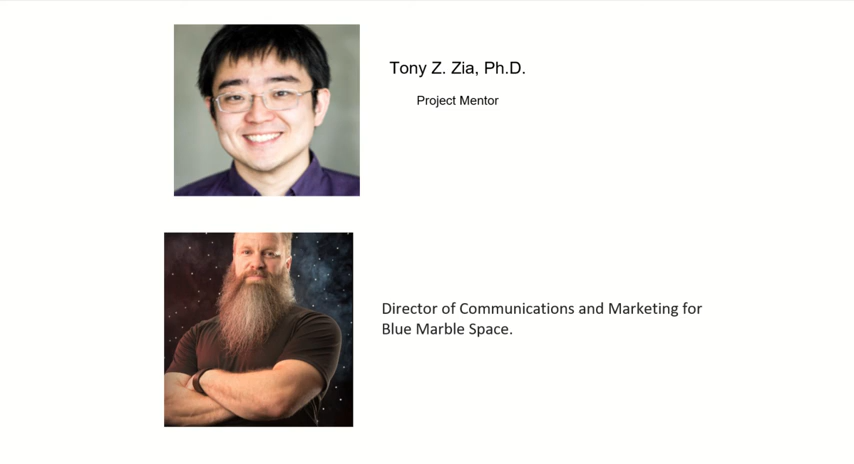 Tony Z. Zia, Ph.D.
Project Mentor
Director of Communications and Marketing for
Blue Marble Space.